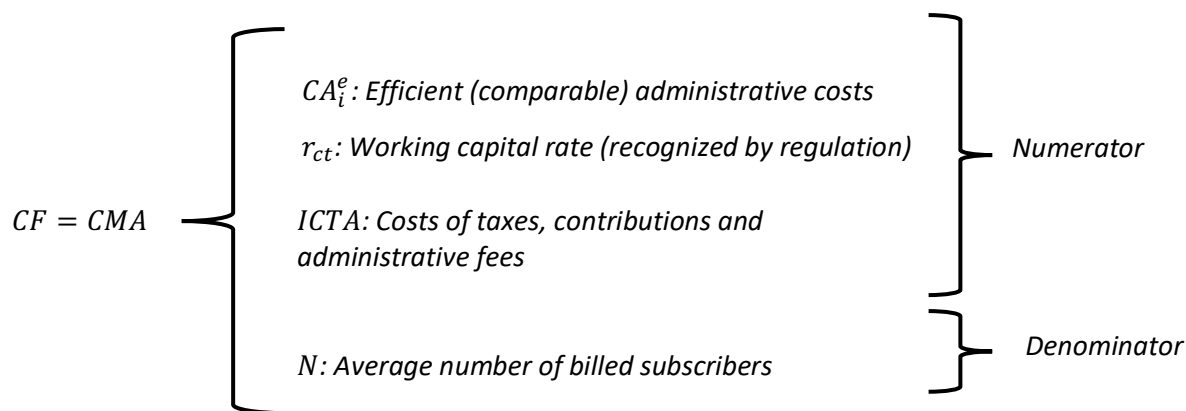 CA_i^e: Efficient (comparable) administrative costs
r_ct: Working capital rate (recognized by regulation)
Numerator
CF = CMA
ICTA: Costs of taxes, contributions and
administrative fees
N: Average number of billed subscribers
Denominator